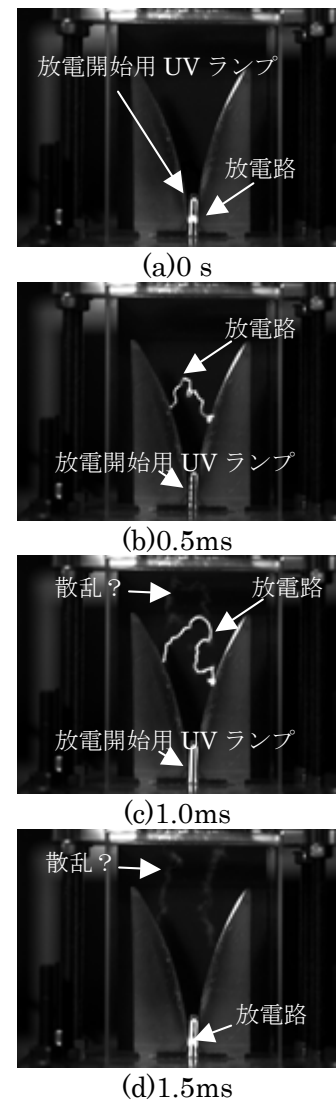 放電開始用 UV ランプ
放電路
(a)0 s
放電路
放電開始用 UV ランプ
(b)0.5ms
散乱？
放電路
放電開始用 UV ランプ
(c)1.0ms
散乱？
放電路
(d)1.5ms